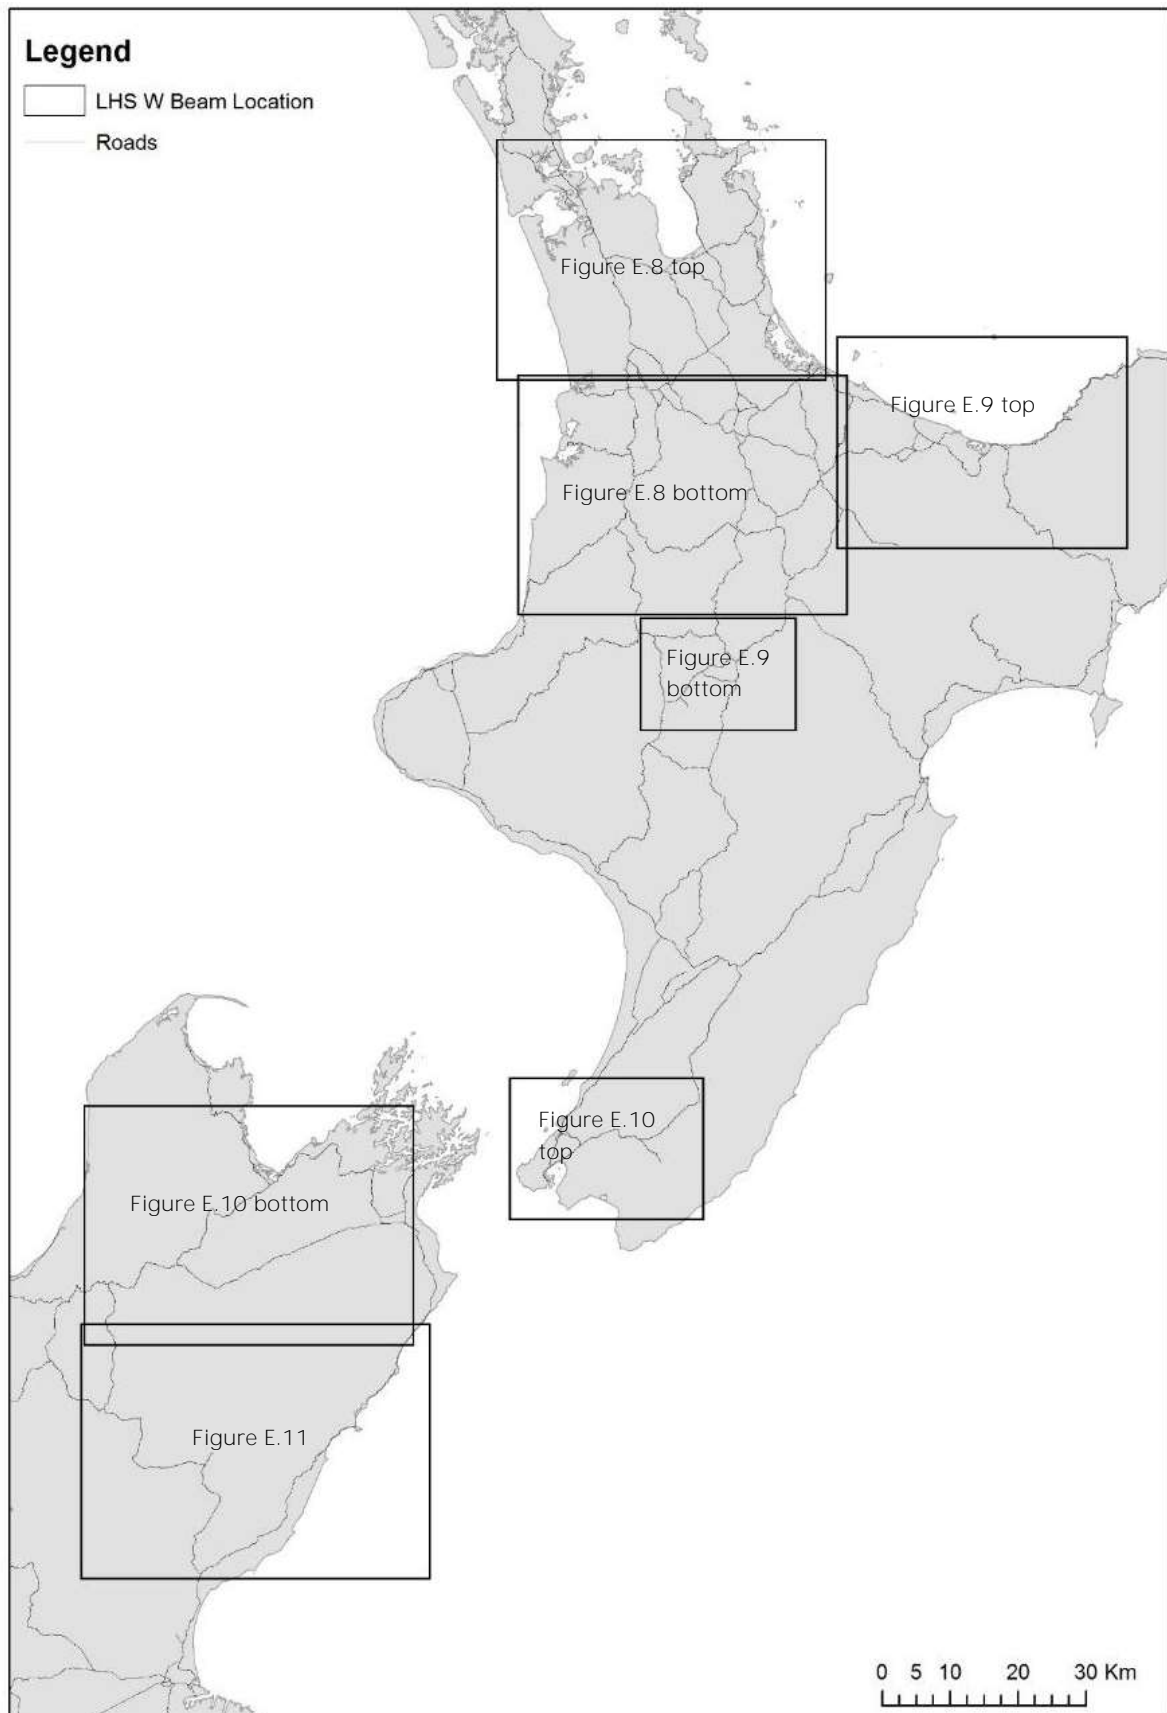 Legend
LHS W Beam Location
Roads
Figure E.8 top
Figure E.9 top
Figure E.8 bottom
Figure E.9
bottom
Figure E.10
top
Figure E.10 bottom
Figure E.11
0 5 10 20 30 Km